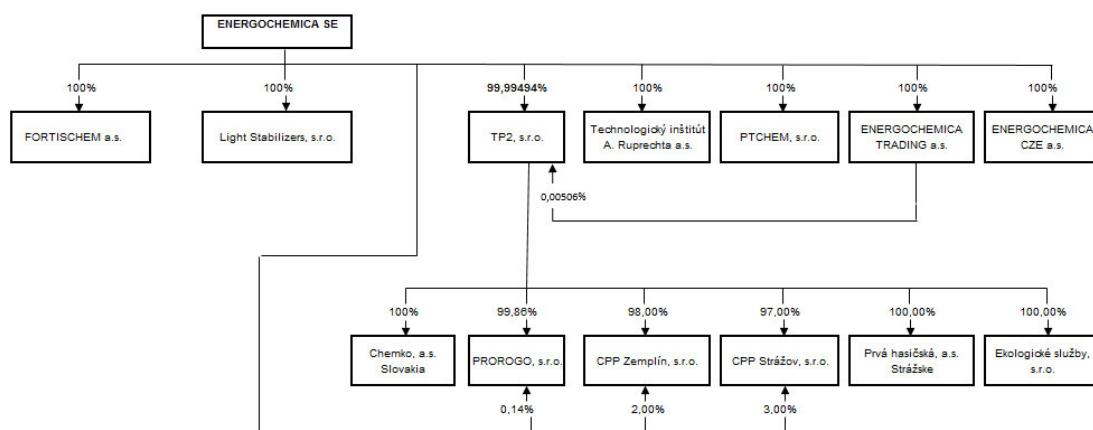 ENERGOCHEMICA SE
100%
100%
99,99494%
100%
100%
100%
100%
FORTISCHEM a.s.
Light Stabilizers, s.r.o.
TP2, s.r.o.
Technologický inštitút
A. Ruprechta a.s.
PTCHEM, s.r.o.
ENERGOCHEMICA
TRADING a.s.
ENERGOCHEMICA
CZE a.s.
0,00506%
100%
99,86%
98,00%
97,00%
100,00%
100,00%
Chemko, a.s.
Slovakia
PROROGO, s.r.o.
CPP Zemplín, s.r.o.
CPP Strážov, s.r.o.
Prvá hasičská, a.s.
Strážske
Ekologické služby,
s.r.o.
0,14%
2,00%
3,00%